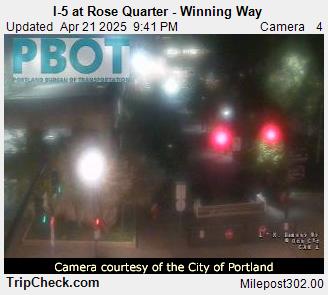 I-5 at Rose Quarter - Winning Way
Updated Apr 21 2025 9:41 PM Camera 4
PBOT
PORTLAND BUREAU OF TRANSPORTATION
Camera courtesy of the City of Portland
TripCheck.com Milepost302.00